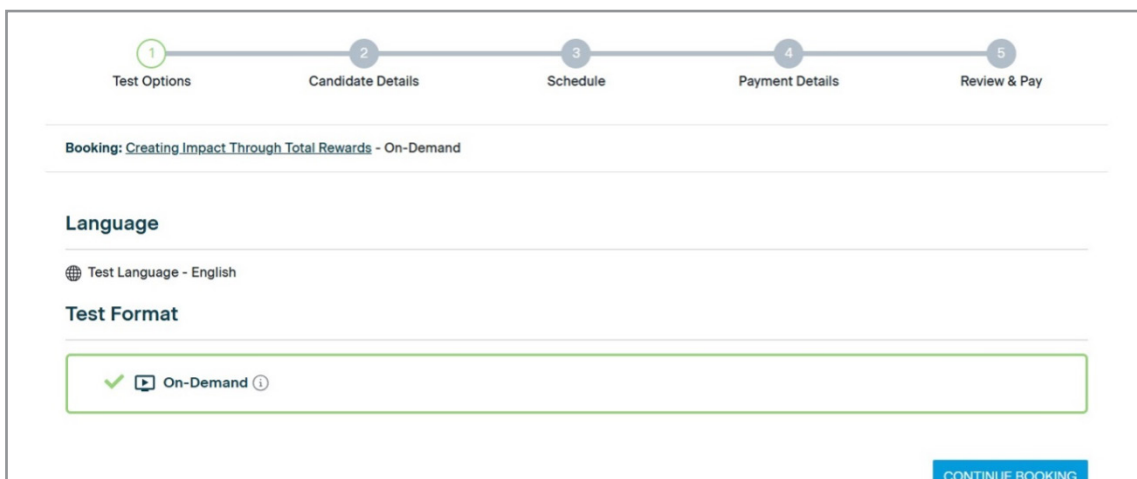 1 2 3 4 5
Test Options Candidate Details Schedule Payment Details Review & Pay
Booking: Creating Impact Through Total Rewards - On-Demand
Language
Test Language - English
Test Format
On-Demand i
CONTINUE BOOKING